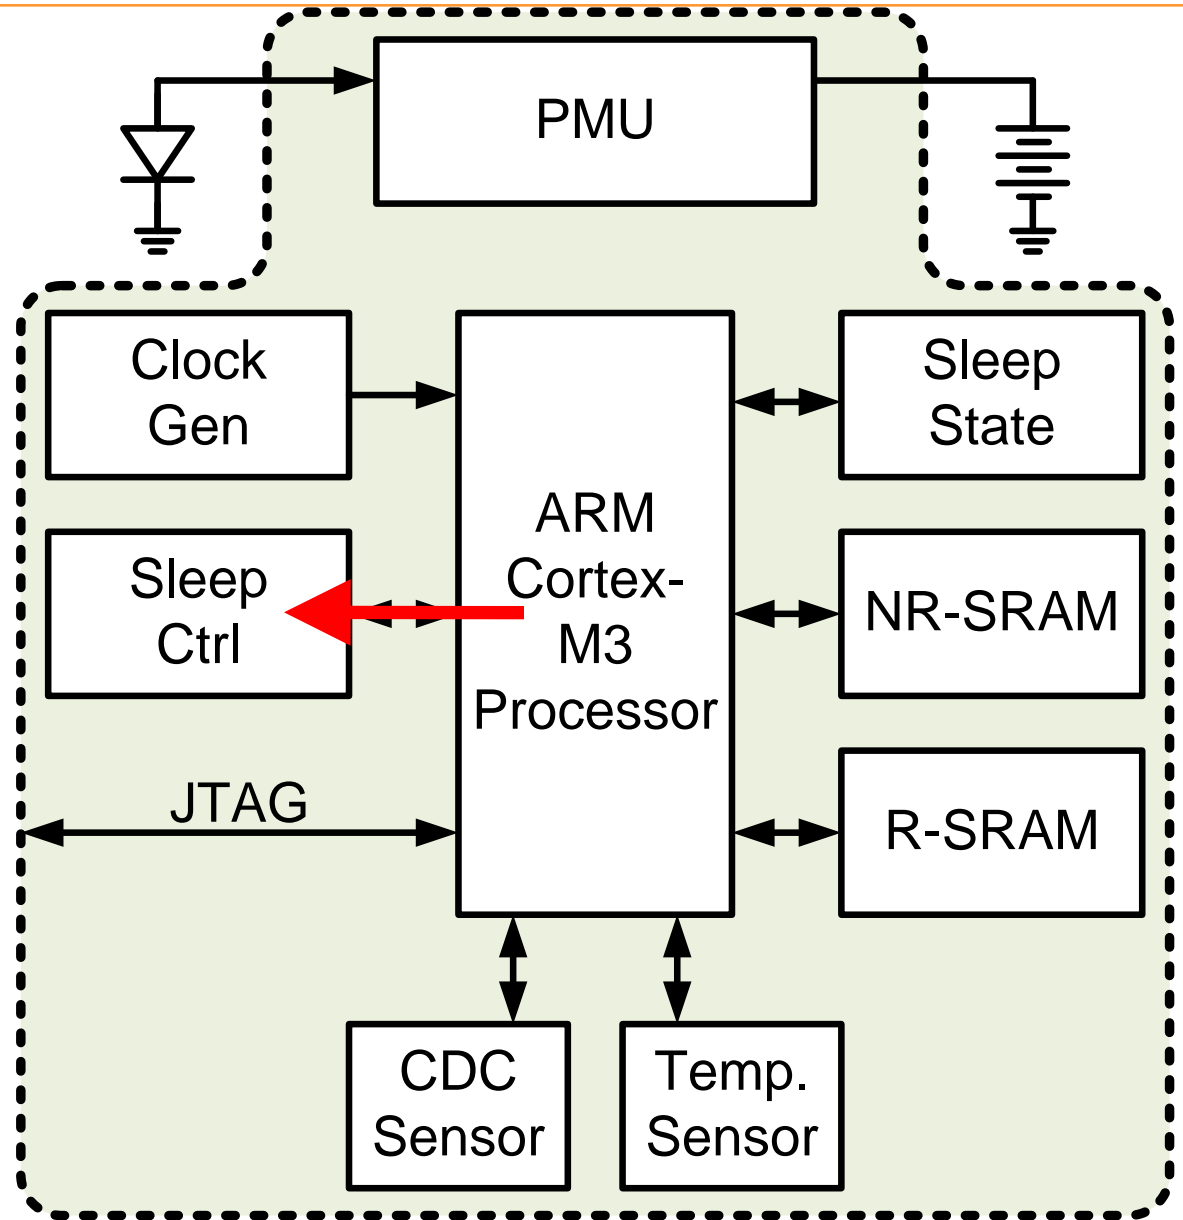 PMU
Clock
Gen
Sleep
State
ARM
Cortex-
M3
Processor
Sleep
Ctrl
NR-SRAM
JTAG
R-SRAM
CDC
Sensor
Temp.
Sensor